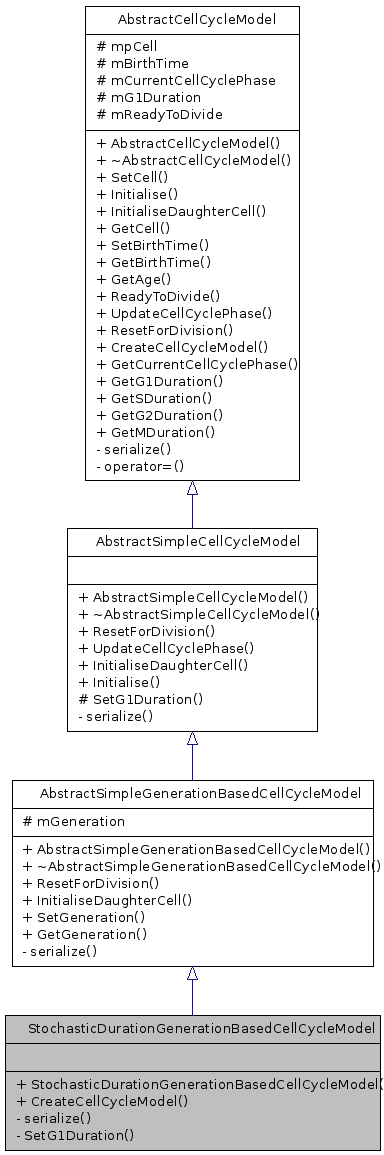 AbstractCellCycleModel
# mpCell
# mBirthTime
# mCurrentCellCyclePhase
# mG1Duration
# mReadyToDivide
+ AbstractCellCycleModel()
+ ~AbstractCellCycleModel()
+ SetCell()
+ Initialise()
+ InitialiseDaughterCell()
+ GetCell()
+ SetBirthTime()
+ GetBirthTime()
+ GetAge()
+ ReadyToDivide()
+ UpdateCellCyclePhase()
+ ResetForDivision()
+ CreateCellCycleModel()
+ GetCurrentCellCyclePhase()
+ GetG1Duration()
+ GetSDuration()
+ GetG2Duration()
+ GetMDuration()
- serialize()
- operator=()
AbstractSimpleCellCycleModel
+ AbstractSimpleCellCycleModel()
+ ~AbstractSimpleCellCycleModel()
+ ResetForDivision()
+ UpdateCellCyclePhase()
+ InitialiseDaughterCell()
+ Initialise()
# SetG1Duration()
- serialize()
AbstractSimpleGenerationBasedCellCycleModel
# mGeneration
+ AbstractSimpleGenerationBasedCellCycleModel()
+ ~AbstractSimpleGenerationBasedCellCycleModel()
+ ResetForDivision()
+ InitialiseDaughterCell()
+ SetGeneration()
+ GetGeneration()
- serialize()
StochasticDurationGenerationBasedCellCycleModel
+ StochasticDurationGenerationBasedCellCycleModel(
+ CreateCellCycleModel()
- serialize()
- SetG1Duration()